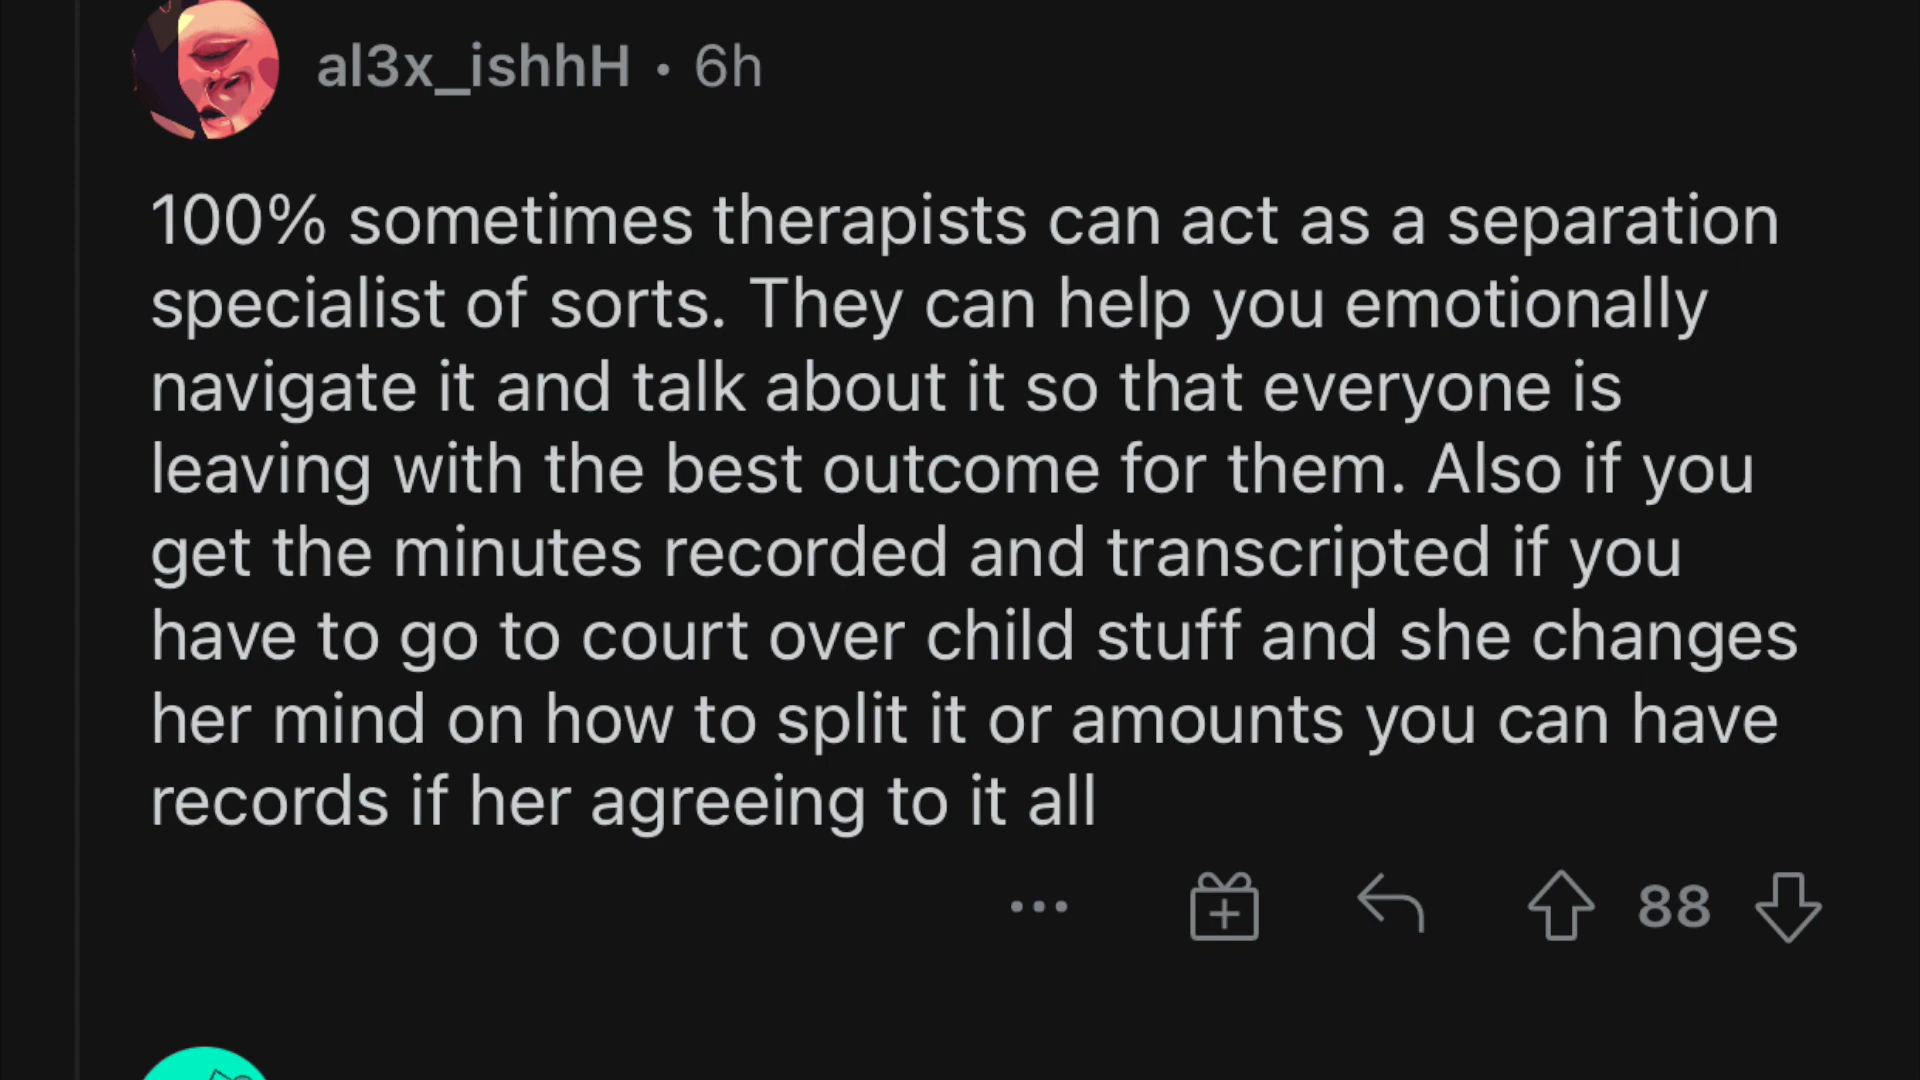 al3x_ishhH • 6h
100% sometimes therapists can act as a separation
specialist of sorts. They can help you emotionally
navigate it and talk about it so that everyone is
leaving with the best outcome for them. Also if you
get the minutes recorded and transcripted if you
have to go to court over child stuff and she changes
her mind on how to split it or amounts you can have
records if her agreeing to it all
88